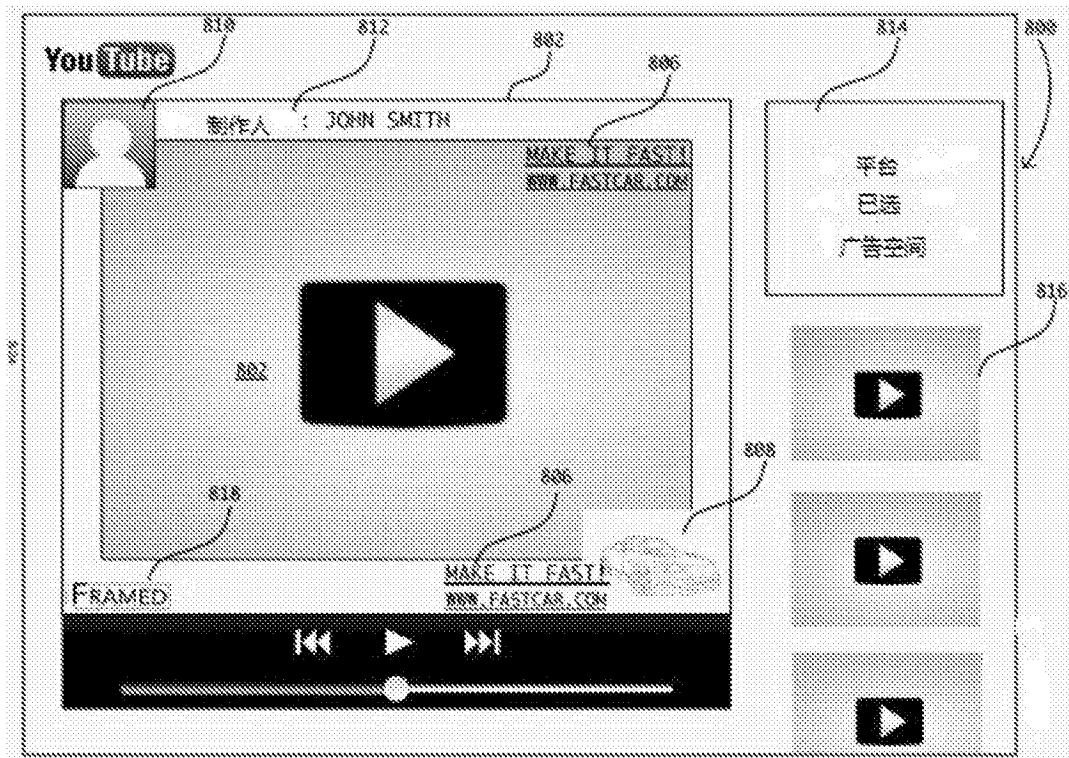 810
812
802
806
814
800
YouTube
制作人 : JOHN SMITH
MAKE IT FAST!
WWW.FASTCAR.COM
平台
已选
广告空间
816
802
808
806
818
MAKE IT FAST!
WWW.FASTCAR.COM
FRAMED